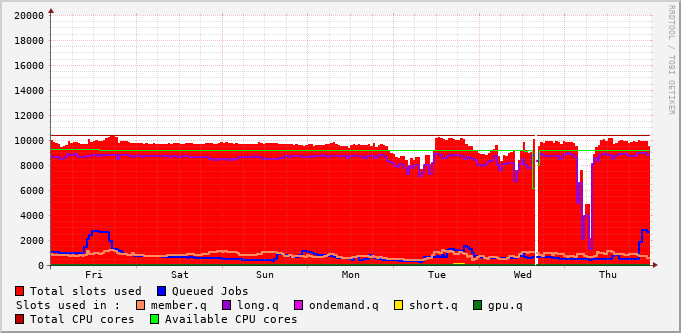 RRDTOOL / TOBI OETIKER
20000
18000
16000
14000
12000
10000
8000
6000
4000
2000
0
Fri Sat Sun Mon Tue Wed Thu
Total slots used Queued Jobs
Slots used in : member.q long.q ondemand.q short.q gpu.q
Total CPU cores Available CPU cores